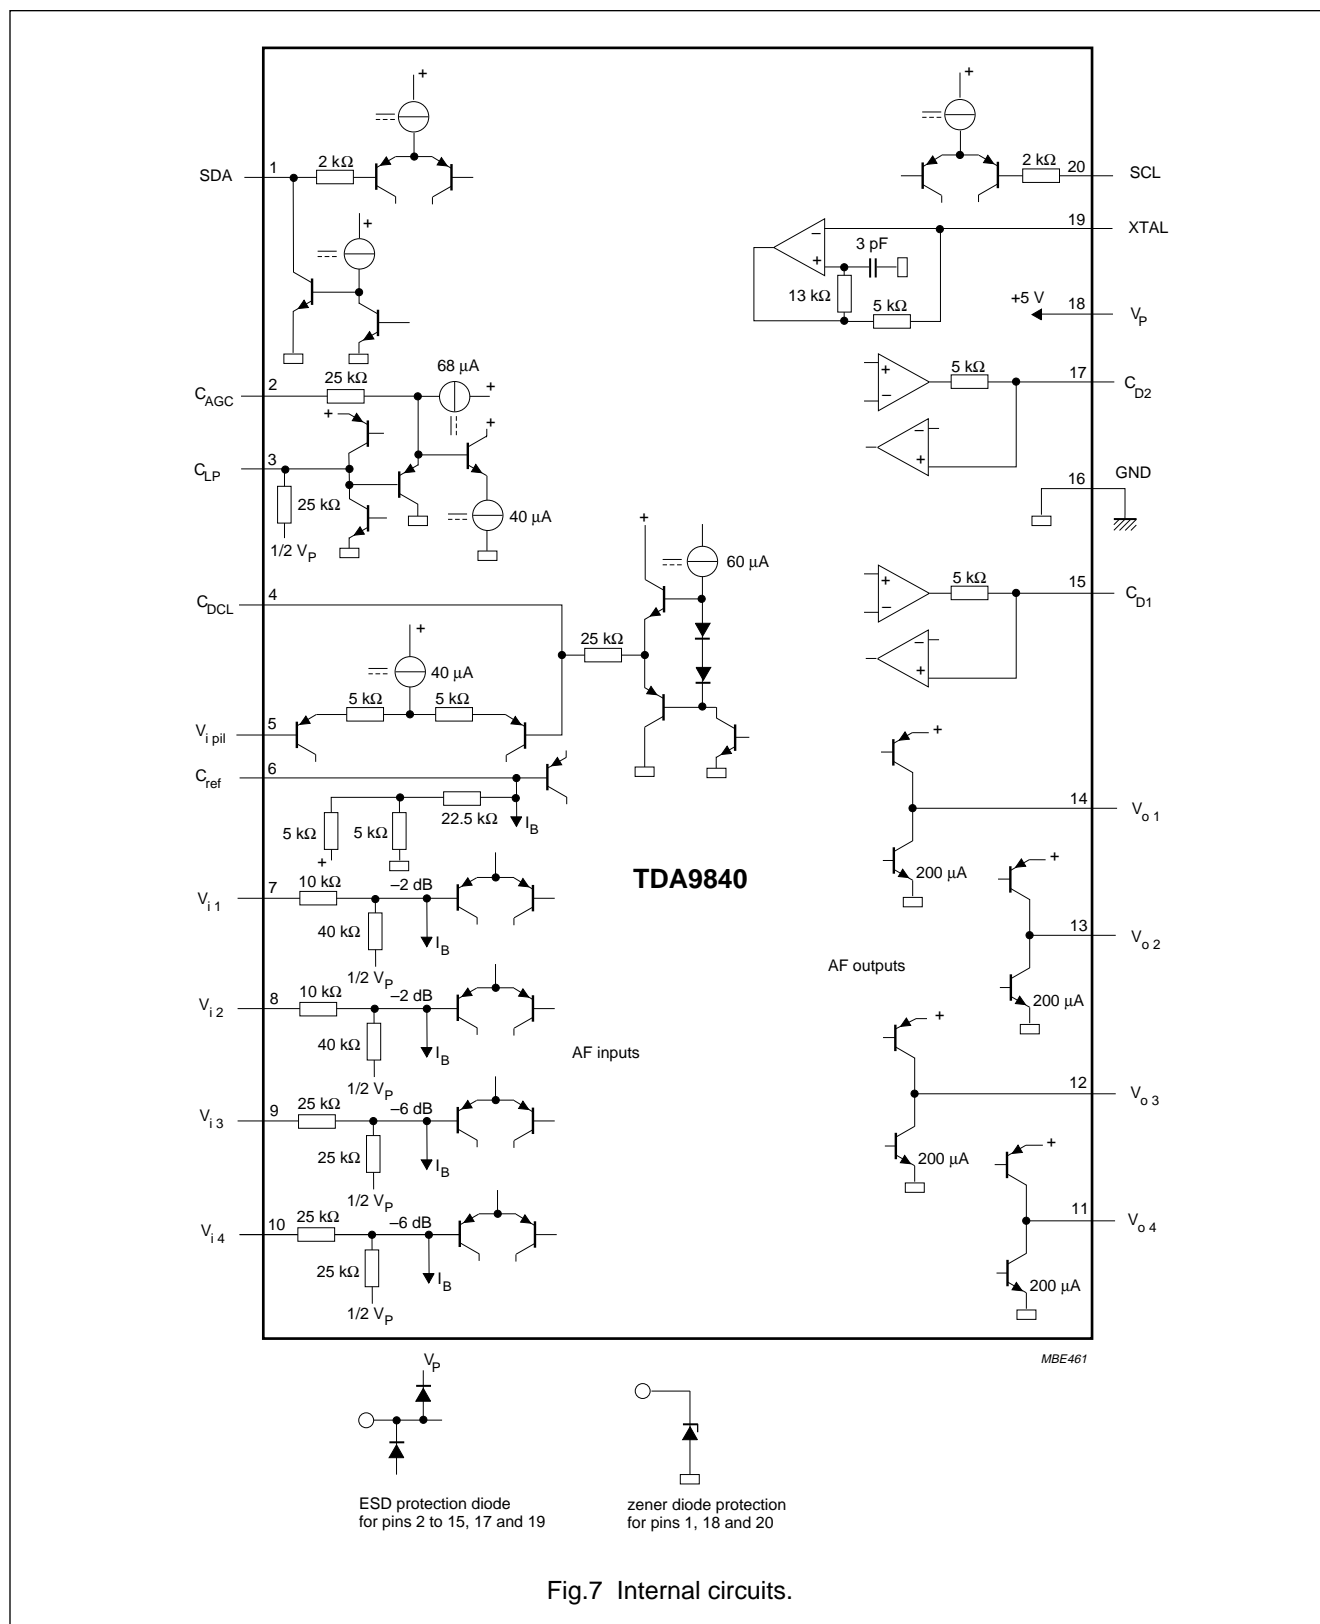 SDA
1
2 kΩ
+
+
C_AGC
2
25 kΩ
68 μA
+
+
+
C_LP
3
25 kΩ
1/2 V_P
40 μA
C_DCL
4
+
40 μA
5 kΩ
5 kΩ
V_i pil
5
+
60 μA
25 kΩ
C_ref
6
22.5 kΩ
5 kΩ
5 kΩ
+
I_B
V_i 1
7
10 kΩ
–2 dB
40 kΩ
I_B
1/2 V_P
V_i 2
8
10 kΩ
–2 dB
40 kΩ
I_B
1/2 V_P
AF inputs
V_i 3
9
25 kΩ
–6 dB
25 kΩ
I_B
1/2 V_P
V_i 4
10
25 kΩ
–6 dB
25 kΩ
I_B
1/2 V_P
TDA9840
+
2 kΩ
20
SCL
19
XTAL
–
+
3 pF
13 kΩ
5 kΩ
+5 V
18
V_P
+
–
5 kΩ
17
C_D2
–
+
16
GND
+
–
5 kΩ
15
C_D1
–
+
+
14
V_o 1
200 μA
+
13
V_o 2
200 μA
AF outputs
+
12
V_o 3
200 μA
+
11
V_o 4
200 μA
MBE461
V_P
ESD protection diode
for pins 2 to 15, 17 and 19
zener diode protection
for pins 1, 18 and 20
Fig.7 Internal circuits.